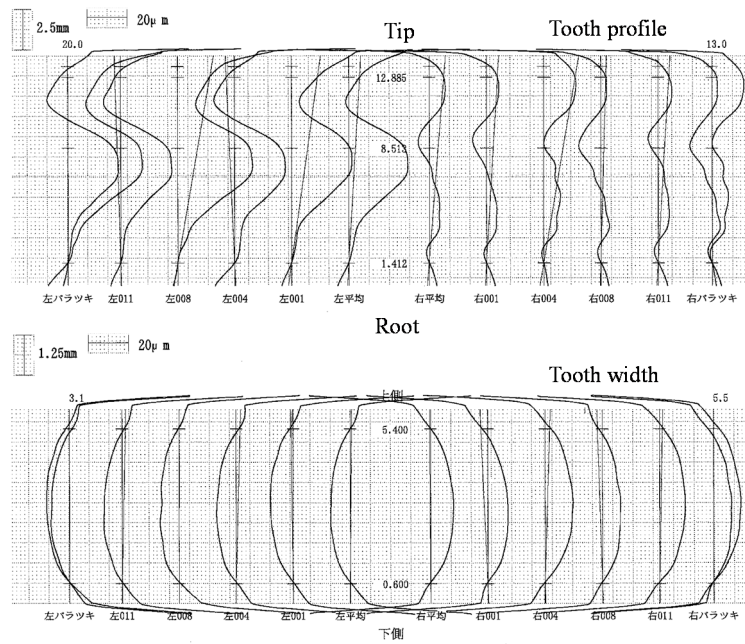 2.5mm
20μ m
Tip
Tooth profile
20.0
13.0
12.885
8.513
1.412
左バラツキ 左011 左008 左004 左001 左平均 右平均 右001 右004 右008 右011 右バラツキ
Root
1.25mm
20μ m
Tooth width
3.1
上側
5.5
5.400
0.600
左バラツキ 左011 左008 左004 左001 左平均 右平均 右001 右004 右008 右011 右バラツキ
下側